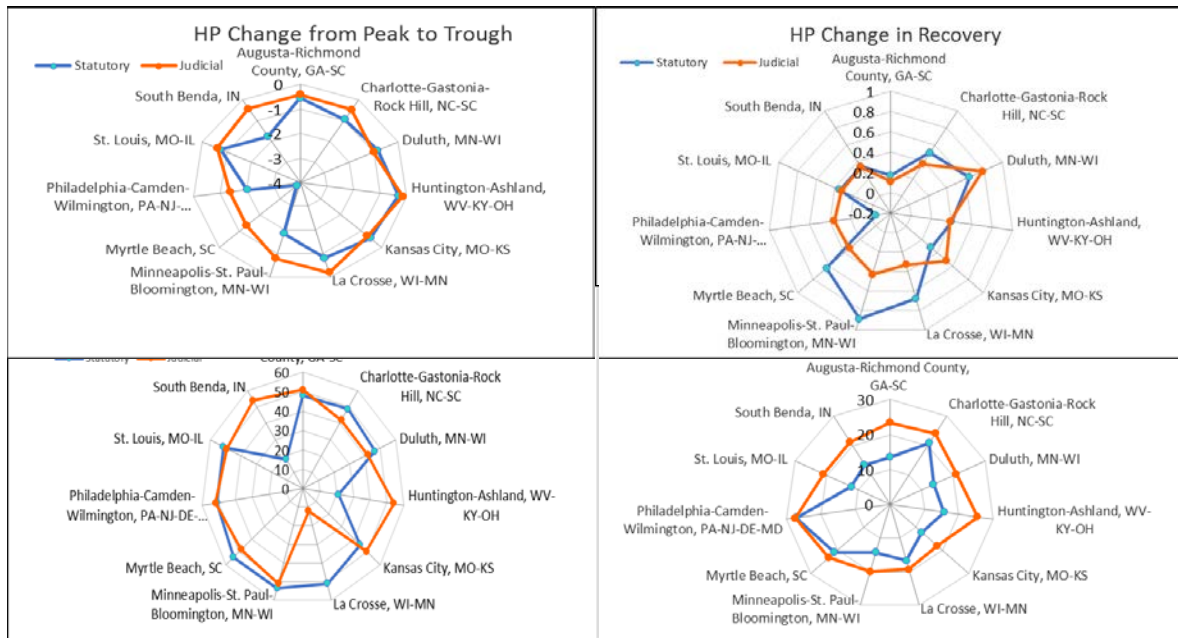 HP Change from Peak to Trough
Statutory
Judicial
Augusta-Richmond
County, GA-SC
Charlotte-Gastonia-
Rock Hill, NC-SC
Duluth, MN-WI
Huntington-Ashland,
WV-KY-OH
Kansas City, MO-KS
La Crosse, WI-MN
Minneapolis-St. Paul-
Bloomington, MN-WI
Myrtle Beach, SC
Philadelphia-Camden-
Wilmington, PA-NJ-...
St. Louis, MO-IL
South Benda, IN
0
-1
-2
-3
-4
HP Change in Recovery
Statutory
Judicial
Augusta-Richmond
County, GA-SC
Charlotte-Gastonia-Rock
Hill, NC-SC
Duluth, MN-WI
Huntington-Ashland,
WV-KY-OH
Kansas City, MO-KS
La Crosse, WI-MN
Minneapolis-St. Paul-
Bloomington, MN-WI
Myrtle Beach, SC
Philadelphia-Camden-
Wilmington, PA-NJ-...
St. Louis, MO-IL
South Benda, IN
1
0.8
0.6
0.4
0.2
0
-0.2
Statutory
Judicial
County, GA-SC
Charlotte-Gastonia-Rock
Hill, NC-SC
Duluth, MN-WI
Huntington-Ashland, WV-
KY-OH
Kansas City, MO-KS
La Crosse, WI-MN
Minneapolis-St. Paul-
Bloomington, MN-WI
Myrtle Beach, SC
Philadelphia-Camden-
Wilmington, PA-NJ-DE-...
St. Louis, MO-IL
South Benda, IN
60
50
40
30
20
10
0
Augusta-Richmond County,
GA-SC
Charlotte-Gastonia-Rock
Hill, NC-SC
Duluth, MN-WI
Huntington-Ashland, WV-
KY-OH
Kansas City, MO-KS
La Crosse, WI-MN
Minneapolis-St. Paul-
Bloomington, MN-WI
Myrtle Beach, SC
Philadelphia-Camden-
Wilmington, PA-NJ-DE-MD
St. Louis, MO-IL
South Benda, IN
30
20
10
0